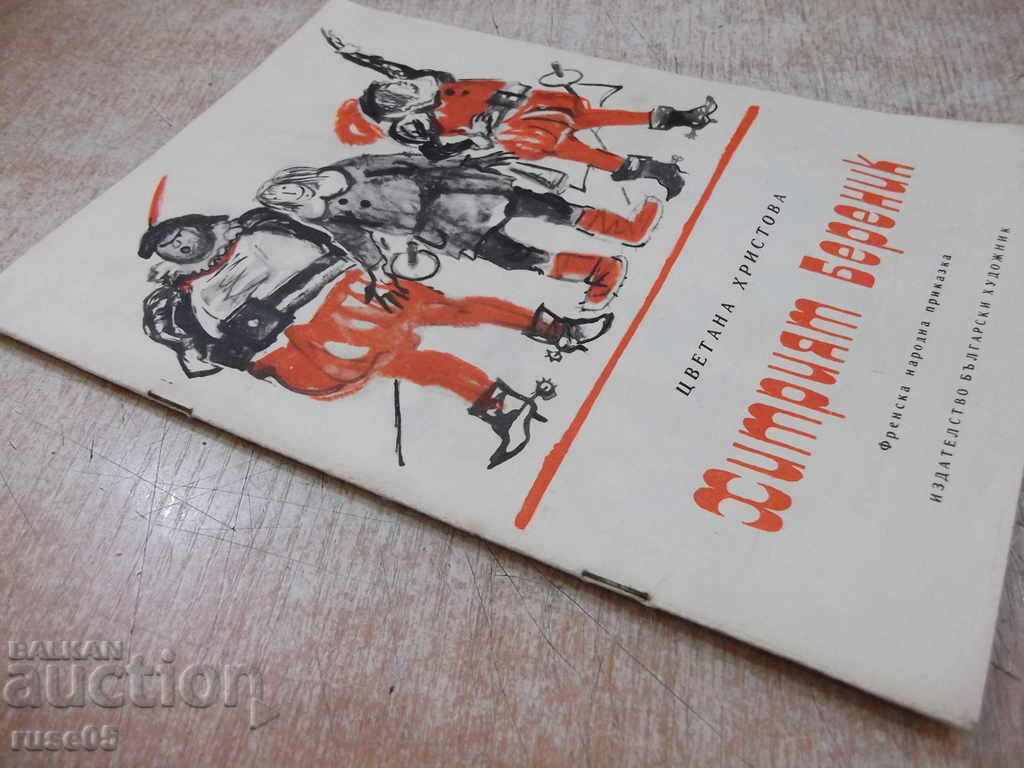 ЦВЕТАНА ХРИСТОВА
Хитрият Береник
Френска народна приказка
ИЗДАТЕЛСТВО БЪЛГАРСКИ ХУДОЖНИК
BALKAN
auction
ruse05